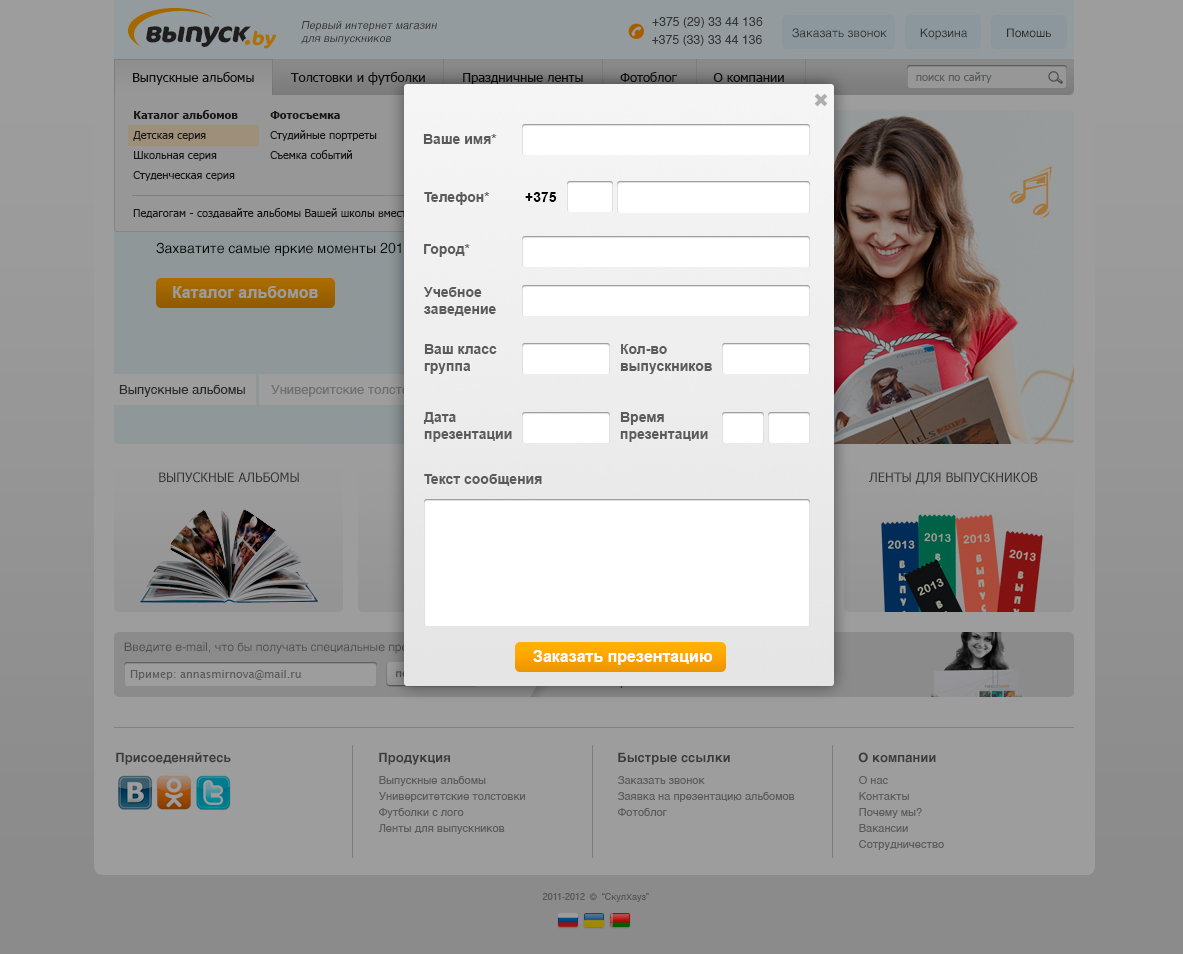 выпуск.by
Первый интернет магазин
для выпускников
+375 (29) 33 44 136
+375 (33) 33 44 136
Заказать звонок
Корзина
Помошь
Выпускные альбомы
Толстовки и футболки
Праздничные ленты
Фотоблог
О компании
поиск по сайту
Каталог альбомов
Фотосъемка
Детская серия
Студийные портреты
Школьная серия
Съемка событий
Студенческая серия
Педагогам - создавайте альбомы Вашей школы вмест
Захватите самые яркие моменты 201
Каталог альбомов
Выпускные альбомы
Университские толсто
Ваше имя*
Телефон*
+375
Город*
Учебное
заведение
Ваш класс
группа
Кол-во
выпускников
Дата
презентации
Время
презентации
Текст сообщения
Заказать презентацию
ВЫПУСКНЫЕ АЛЬБОМЫ
ЛЕНТЫ ДЛЯ ВЫПУСКНИКОВ
2013
2013
2013
2013
2013
Введите e-mail, что бы получать специальные пре
Пример: annasmirnova@mail.ru
Присоеденяйтесь
Продукция
Выпускные альбомы
Университетские толстовки
Футболки с лого
Ленты для выпускников
Быстрые ссылки
Заказать звонок
Заявка на презентацию альбомов
Фотоблог
О компании
О нас
Контакты
Почему мы?
Вакансии
Сотрудничество
2011-2012 © "СкулХаус"